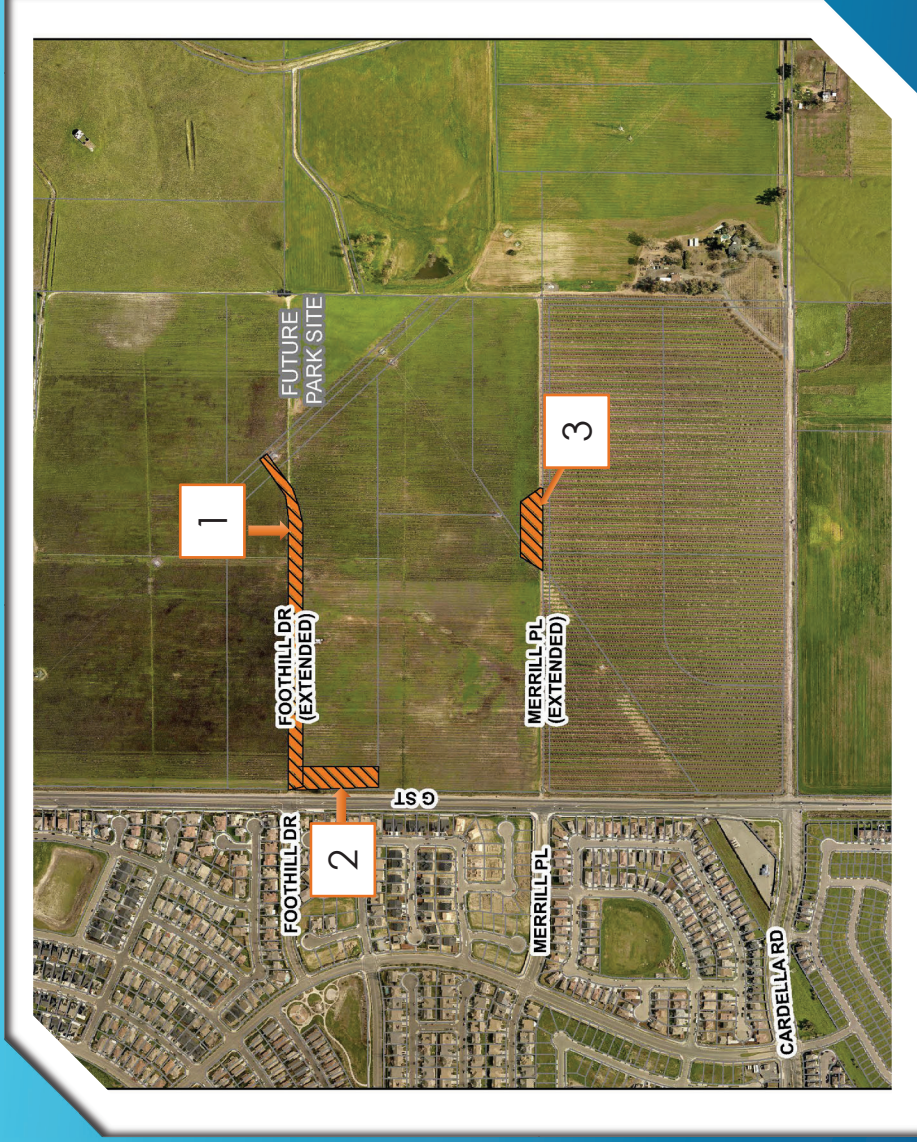 FUTURE
PARK SITE
1
FOOTHILL DR
(EXTENDED)
3
MERRILL PL
(EXTENDED)
G ST
2
FOOTHILL DR
MERRILL PL
CARDELLA RD